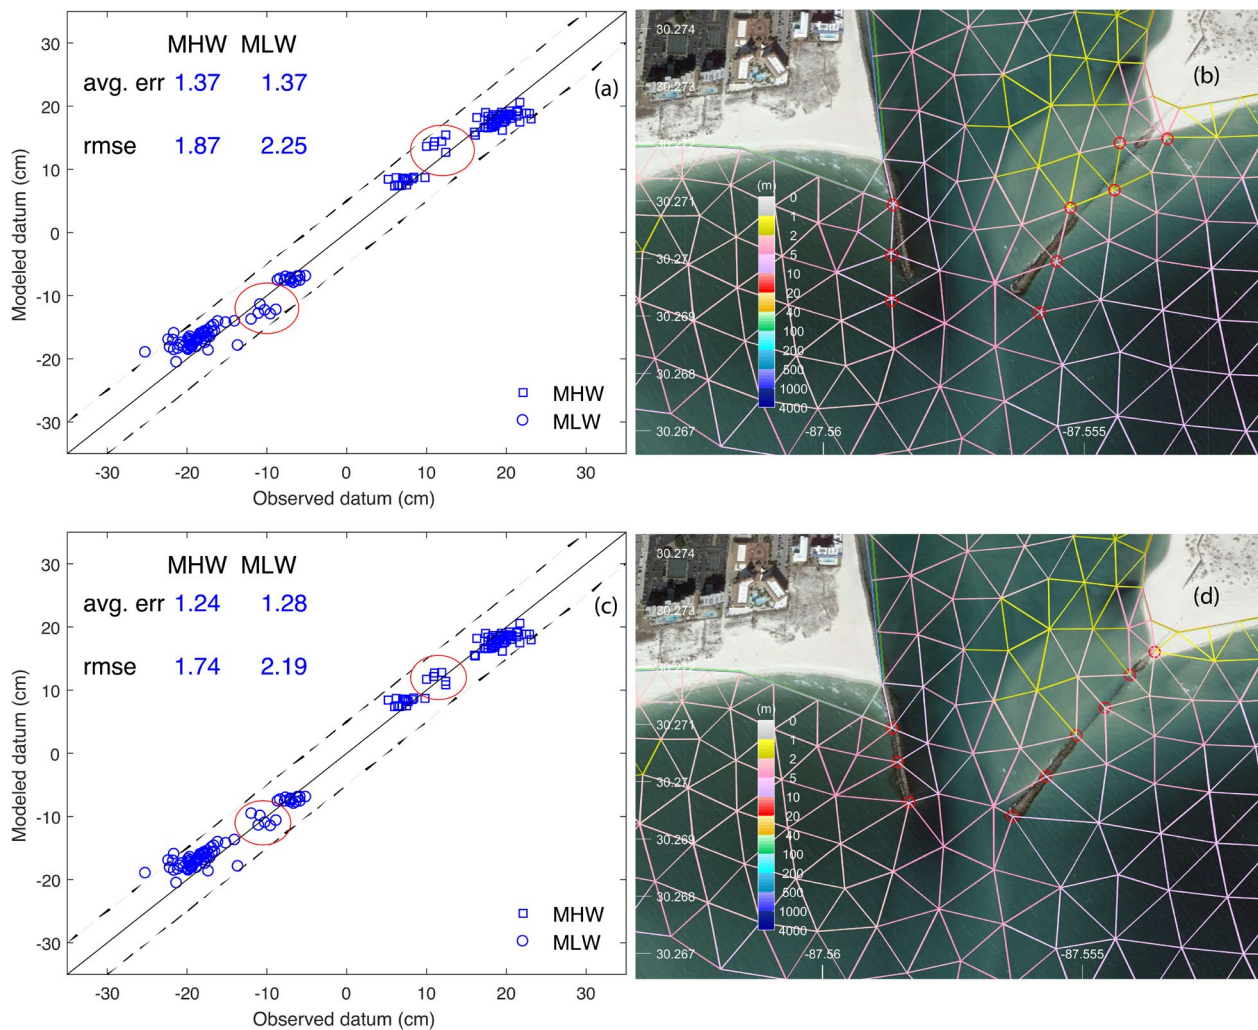 MHW MLW
avg. err 1.37 1.37
rmse 1.87 2.25
(a)
30
20
10
0
-10
-20
-30
Modeled datum (cm)
MHW
MLW
-30 -20 -10 0 10 20 30
Observed datum (cm)
(b)
30.274
30.273
30.272
30.271
30.27
30.269
30.268
30.267
(m)
0
1
2
5
10
20
40
100
200
500
1000
4000
-87.56
-87.555
MHW MLW
avg. err 1.24 1.28
rmse 1.74 2.19
(c)
30
20
10
0
-10
-20
-30
Modeled datum (cm)
MHW
MLW
-30 -20 -10 0 10 20 30
Observed datum (cm)
(d)
30.274
30.273
30.272
30.271
30.27
30.269
30.268
30.267
(m)
0
1
2
5
10
20
40
100
200
500
1000
4000
-87.56
-87.555